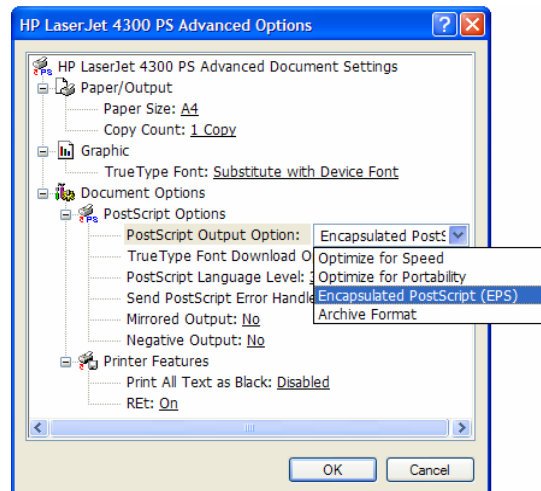 HP LaserJet 4300 PS Advanced Options
HP LaserJet 4300 PS Advanced Document Settings
Paper/Output
Paper Size: A4
Copy Count: 1 Copy
Graphic
TrueType Font: Substitute with Device Font
Document Options
PostScript Options
PostScript Output Option: Encapsulated PostS
TrueType Font Download O
Optimize for Speed
PostScript Language Level:
Optimize for Portability
Send PostScript Error Handle
Encapsulated PostScript (EPS)
Mirrored Output: No
Archive Format
Negative Output: No
Printer Features
Print All Text as Black: Disabled
REt: On
OK Cancel